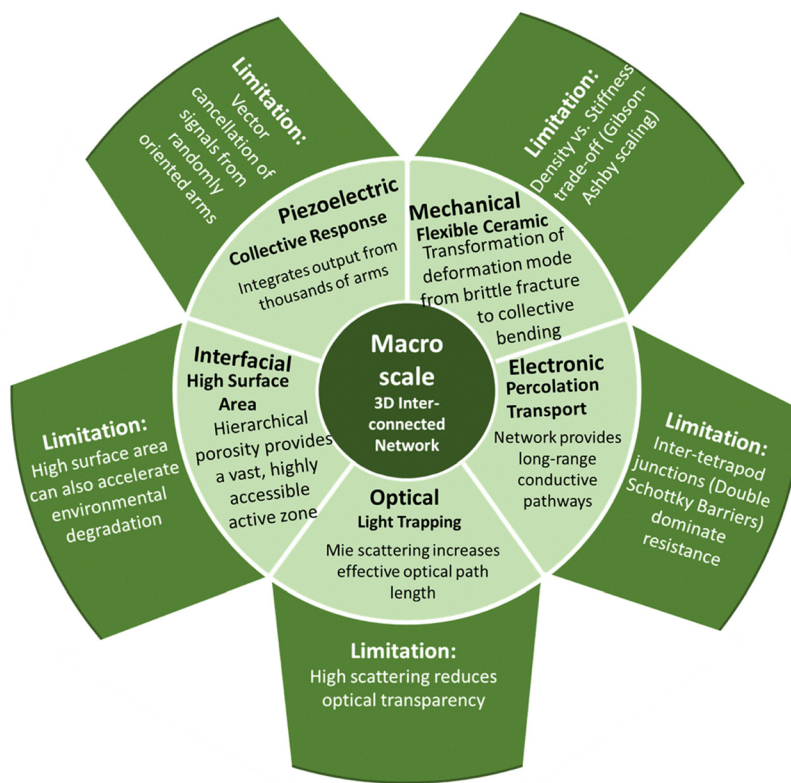 Limitation:
Vector
cancellation of
signals from
randomly
oriented arms
Limitation:
Density vs. Stiffness
trade-off (Gibson-
Ashby scaling)
Piezoelectric
Collective Response
Integrates output from
thousands of arms
Mechanical
Flexible Ceramic
Transformation of
deformation mode
from brittle fracture
to collective
bending
Macro
scale
3D Inter-
connected
Network
Interfacial
High Surface
Area
Hierarchical
porosity provides
a vast, highly
accessible
active zone
Electronic
Percolation
Transport
Network provides
long-range
conductive
pathways
Limitation:
High surface area
can also accelerate
environmental
degradation
Limitation:
Inter-tetrapod
junctions (Double
Schottky Barriers)
dominate
resistance
Optical
Light Trapping
Mie scattering increases
effective optical path
length
Limitation:
High scattering reduces
optical transparency